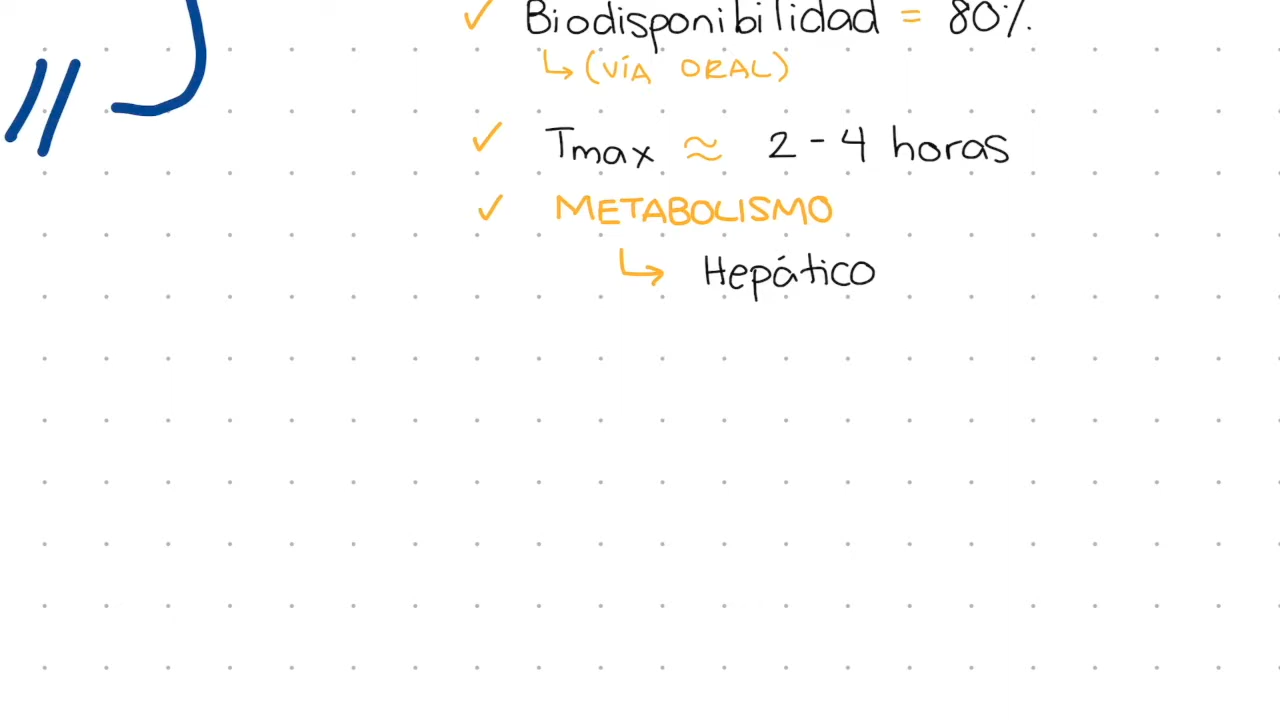 ✓ Biodisponibilidad = 80%.
↳ (VÍA ORAL)
✓ Tmax ≈ 2 - 4 horas
✓ METABOLISMO
↳ Hepático